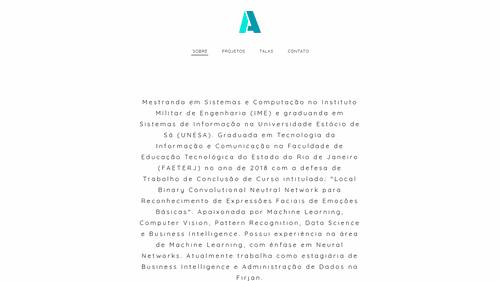 A
SOBRE PROJETOS TALKS CONTATO
Mestranda em Sistemas e Computação no Instituto
Militar de Engenharia (IME) e graduanda em
Sistemas de Informação na Universidade Estácio de
Sá (UNESA). Graduada em Tecnologia da
Informação e Comunicação na Faculdade de
Educação Tecnológica do Estado do Rio de Janeiro
(FAETERJ) no ano de 2018 com a defesa de
Trabalho de Conclusão de Curso intitulado: "Local
Binary Convolutional Neutral Network para
Reconhecimento de Expressões Faciais de Emoções
Básicas". Apaixonada por Machine Learning,
Computer Vision, Pattern Recognition, Data Science
e Business Intelligence. Possui experiência na área
de Machine Learning, com ênfase em Neural
Networks. Atualmente trabalha como estagiária de
Business Intelligence e Administração de Dados na
Firjan.